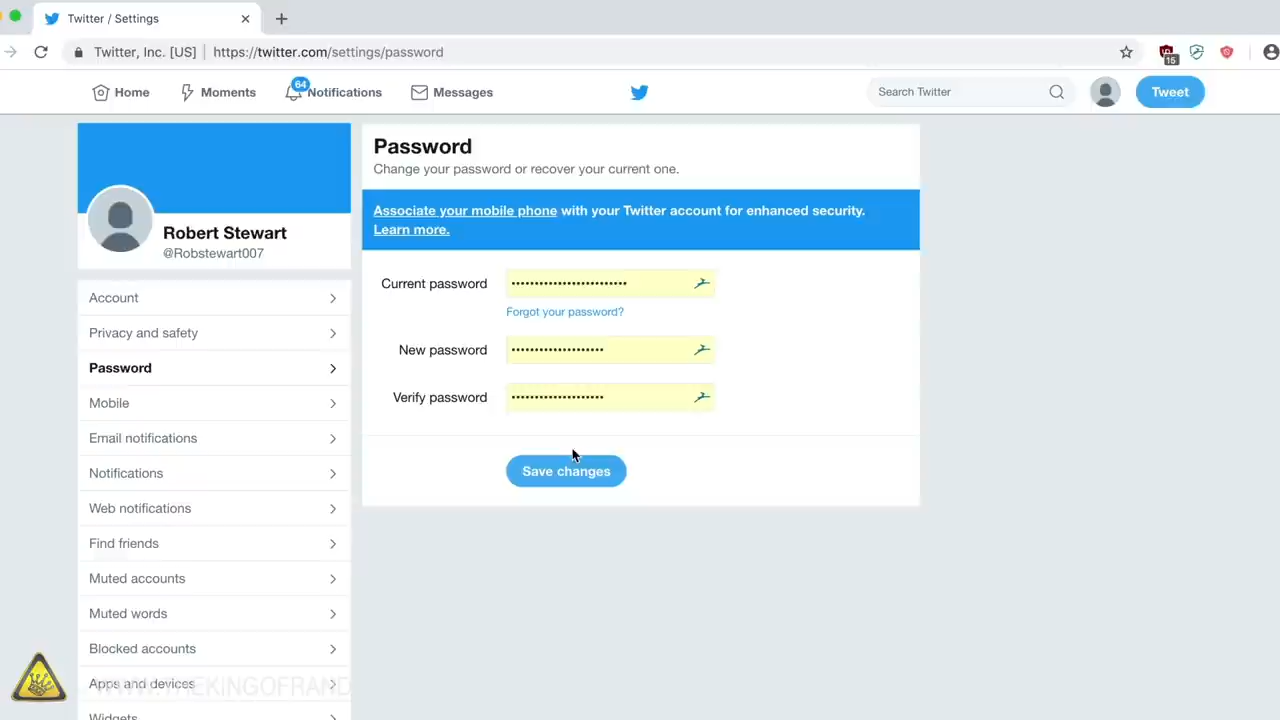 Twitter / Settings
Twitter, Inc. [US] | https://twitter.com/settings/password
15
Home
Moments
64
Notifications
Messages
Search Twitter
Tweet
Robert Stewart
@Robstewart007
Account
Privacy and safety
Password
Mobile
Email notifications
Notifications
Web notifications
Find friends
Muted accounts
Muted words
Blocked accounts
Apps and devices
Widgets
Password
Change your password or recover your current one.
Associate your mobile phone with your Twitter account for enhanced security.
Learn more.
Current password
Forgot your password?
New password
Verify password
Save changes
WWW.THEKINGOFRAND